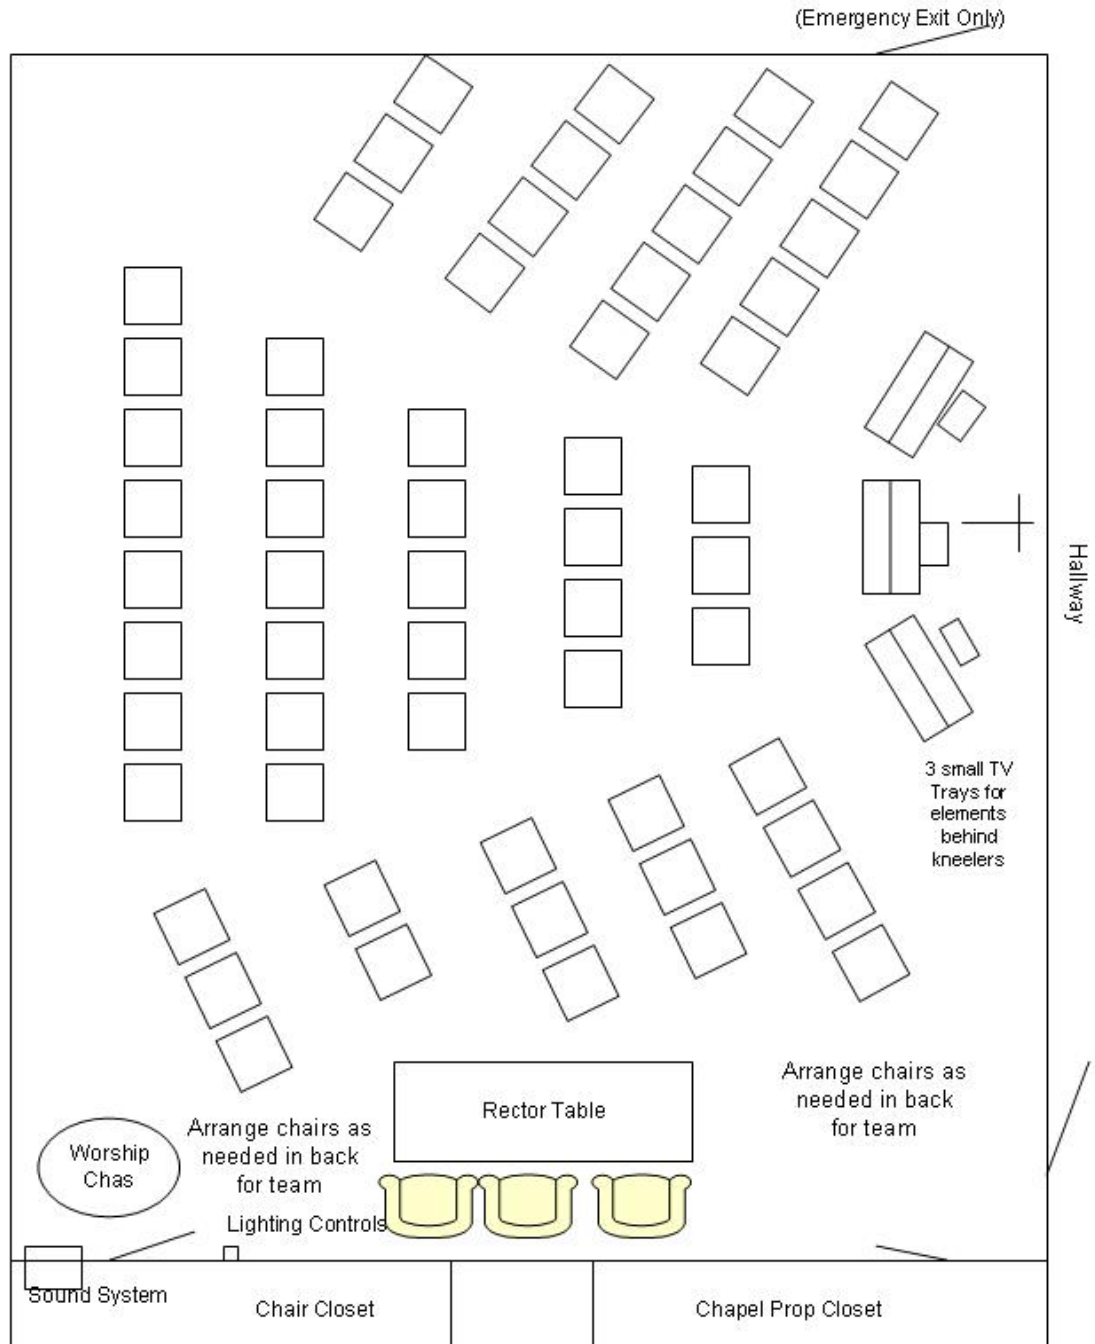 (Emergency Exit Only)
Hallway
3 small TV
Trays for
elements
behind
kneelers
Rector Table
Arrange chairs as
needed in back
for team
Worship
Chas
Arrange chairs as
needed in back
for team
Lighting Controls
Sound System
Chair Closet
Chapel Prop Closet